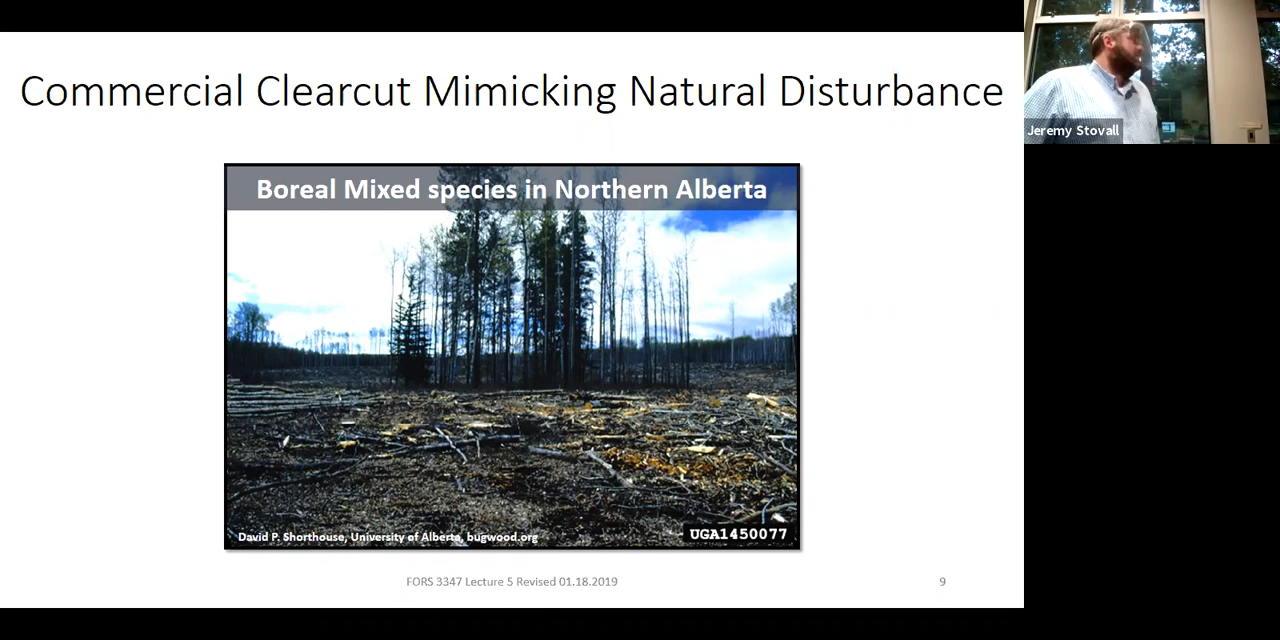 Commercial Clearcut Mimicking Natural Disturbance
Jeremy Stovall
Boreal Mixed species in Northern Alberta
David P. Shorthouse, University of Alberta, bugwood.org
UGA1450077
FORS 3347 Lecture 5 Revised 01.18.2019
9